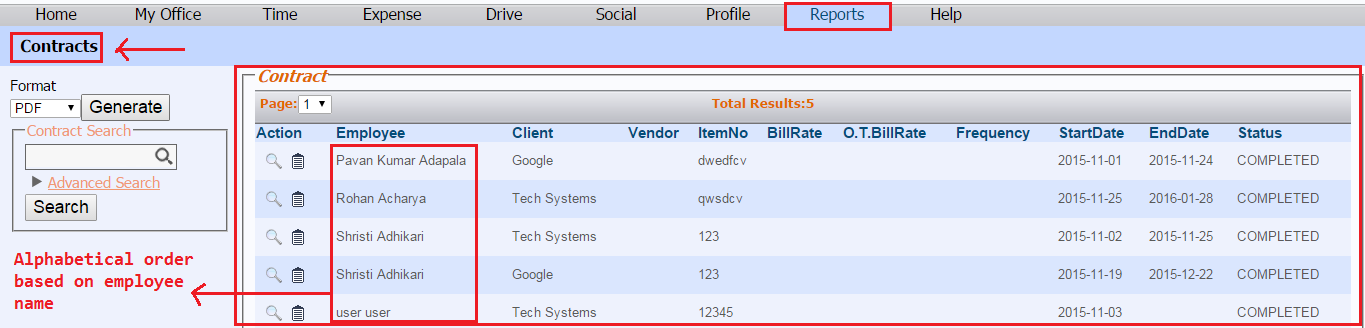 Home My Office Time Expense Drive Social Profile Reports Help
Contracts
Format
PDF Generate
Contract Search
Advanced Search
Search
Alphabetical order
based on employee
name
Contract
Page: 1 Total Results:5
Action Employee Client Vendor ItemNo BillRate O.T.BillRate Frequency StartDate EndDate Status
Pavan Kumar Adapala Google dwedfcv 2015-11-01 2015-11-24 COMPLETED
Rohan Acharya Tech Systems qwsdcv 2015-11-25 2016-01-28 COMPLETED
Shristi Adhikari Tech Systems 123 2015-11-02 2015-11-25 COMPLETED
Shristi Adhikari Google 123 2015-11-19 2015-12-22 COMPLETED
user user Tech Systems 12345 2015-11-03 COMPLETED